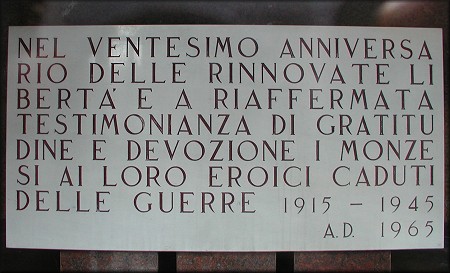 NEL VENTESIMO ANNIVERSA
RIO DELLE RINNOVATE LI
BERTA' E A RIAFFERMATA
TESTIMONIANZA DI GRATITU
DINE E DEVOZIONE I MONZE
SI AI LORO EROICI CADUTI
DELLE GUERRE 1915 - 1945
A.D. 1965